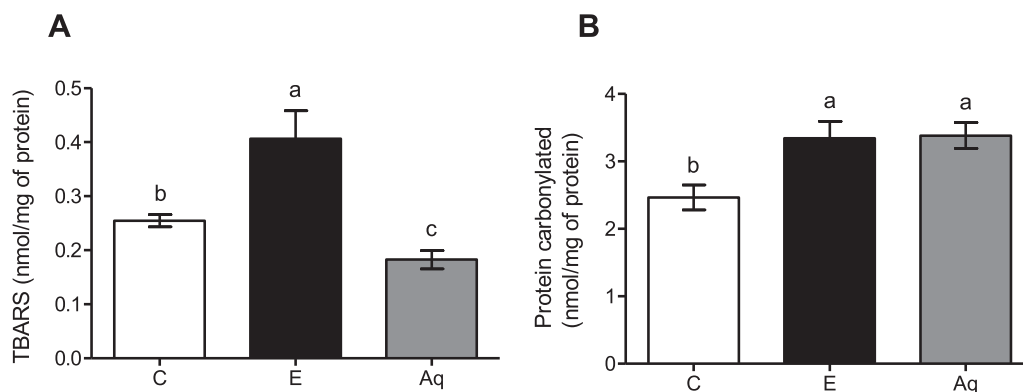 A
TBARS (nmol/mg of protein)
0.5
0.4
0.3
0.2
0.1
0.0
b
a
c
C
E
Aq
B
Protein carbonylated
(nmol/mg of protein)
4
3
2
1
0
b
a
a
C
E
Aq